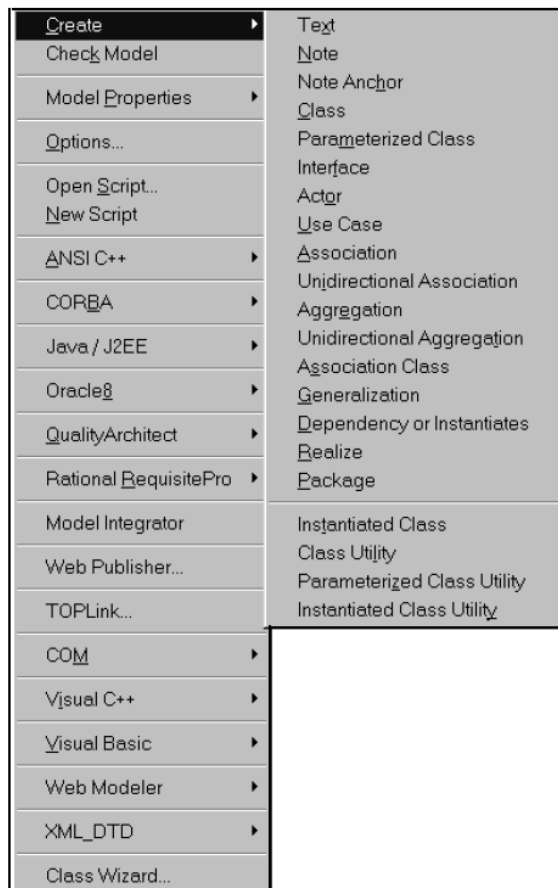 Create
Check Model
Model Properties
Options...
Open Script...
New Script
ANSI C++
CORBA
Java / J2EE
Oracle8
QualityArchitect
Rational RequisitePro
Model Integrator
Web Publisher...
TOPLink...
COM
Visual C++
Visual Basic
Web Modeler
XML_DTD
Class Wizard...
Text
Note
Note Anchor
Class
Parameterized Class
Interface
Actor
Use Case
Association
Unidirectional Association
Aggregation
Unidirectional Aggregation
Association Class
Generalization
Dependency or Instantiates
Realize
Package
Instantiated Class
Class Utility
Parameterized Class Utility
Instantiated Class Utility